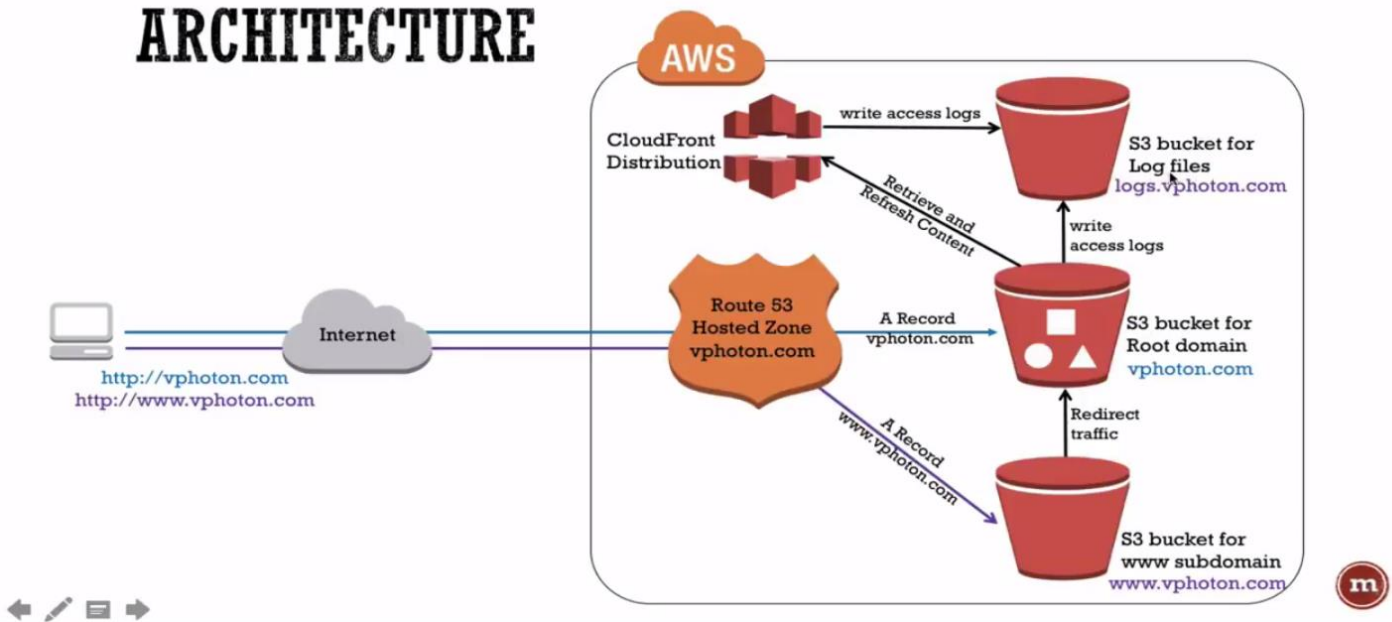 ARCHITECTURE
AWS
CloudFront
Distribution
write access logs
S3 bucket for
Log files
logs.vphoton.com
Retrieve and
Refresh Content
write
access logs
Internet
Route 53
Hosted Zone
vphoton.com
A Record
vphoton.com
S3 bucket for
Root domain
vphoton.com
http://vphoton.com
http://www.vphoton.com
A Record
www.vphoton.com
Redirect
traffic
S3 bucket for
www subdomain
www.vphoton.com
m